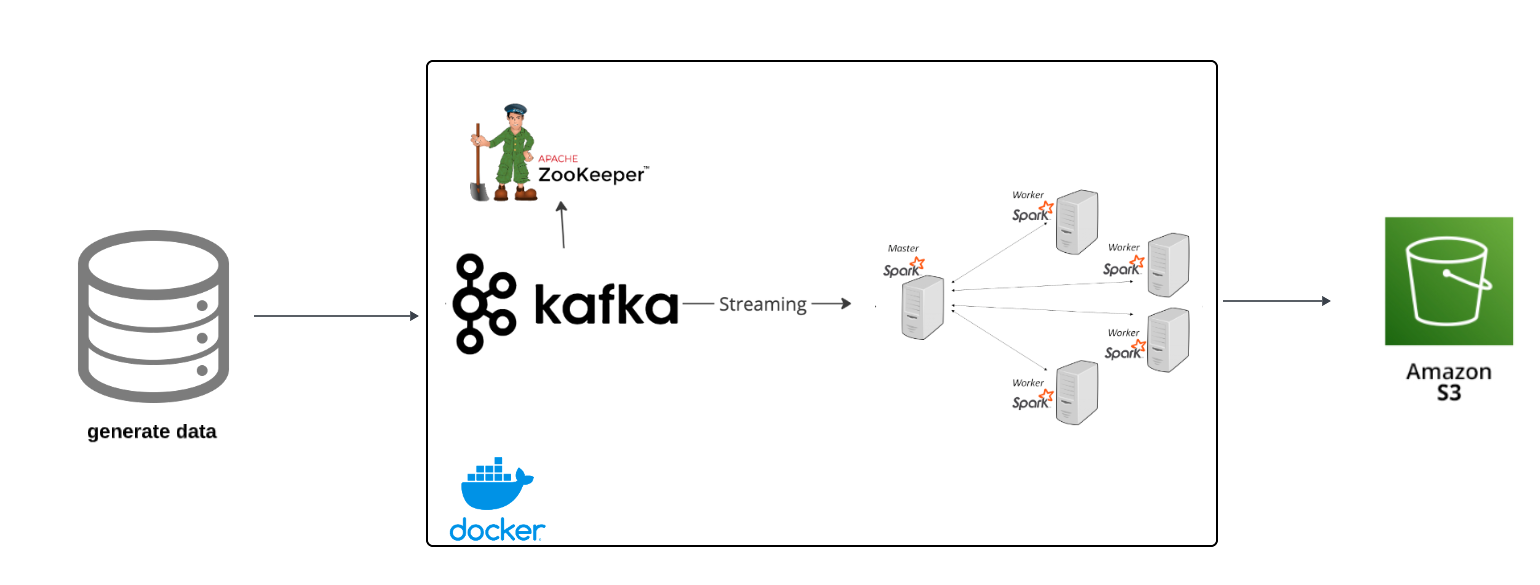 APACHE
ZooKeeper™
kafka
Streaming
Master
Spark
Worker
Spark
Worker
Spark
Worker
Spark
Worker
Spark
generate data
docker
Amazon
S3